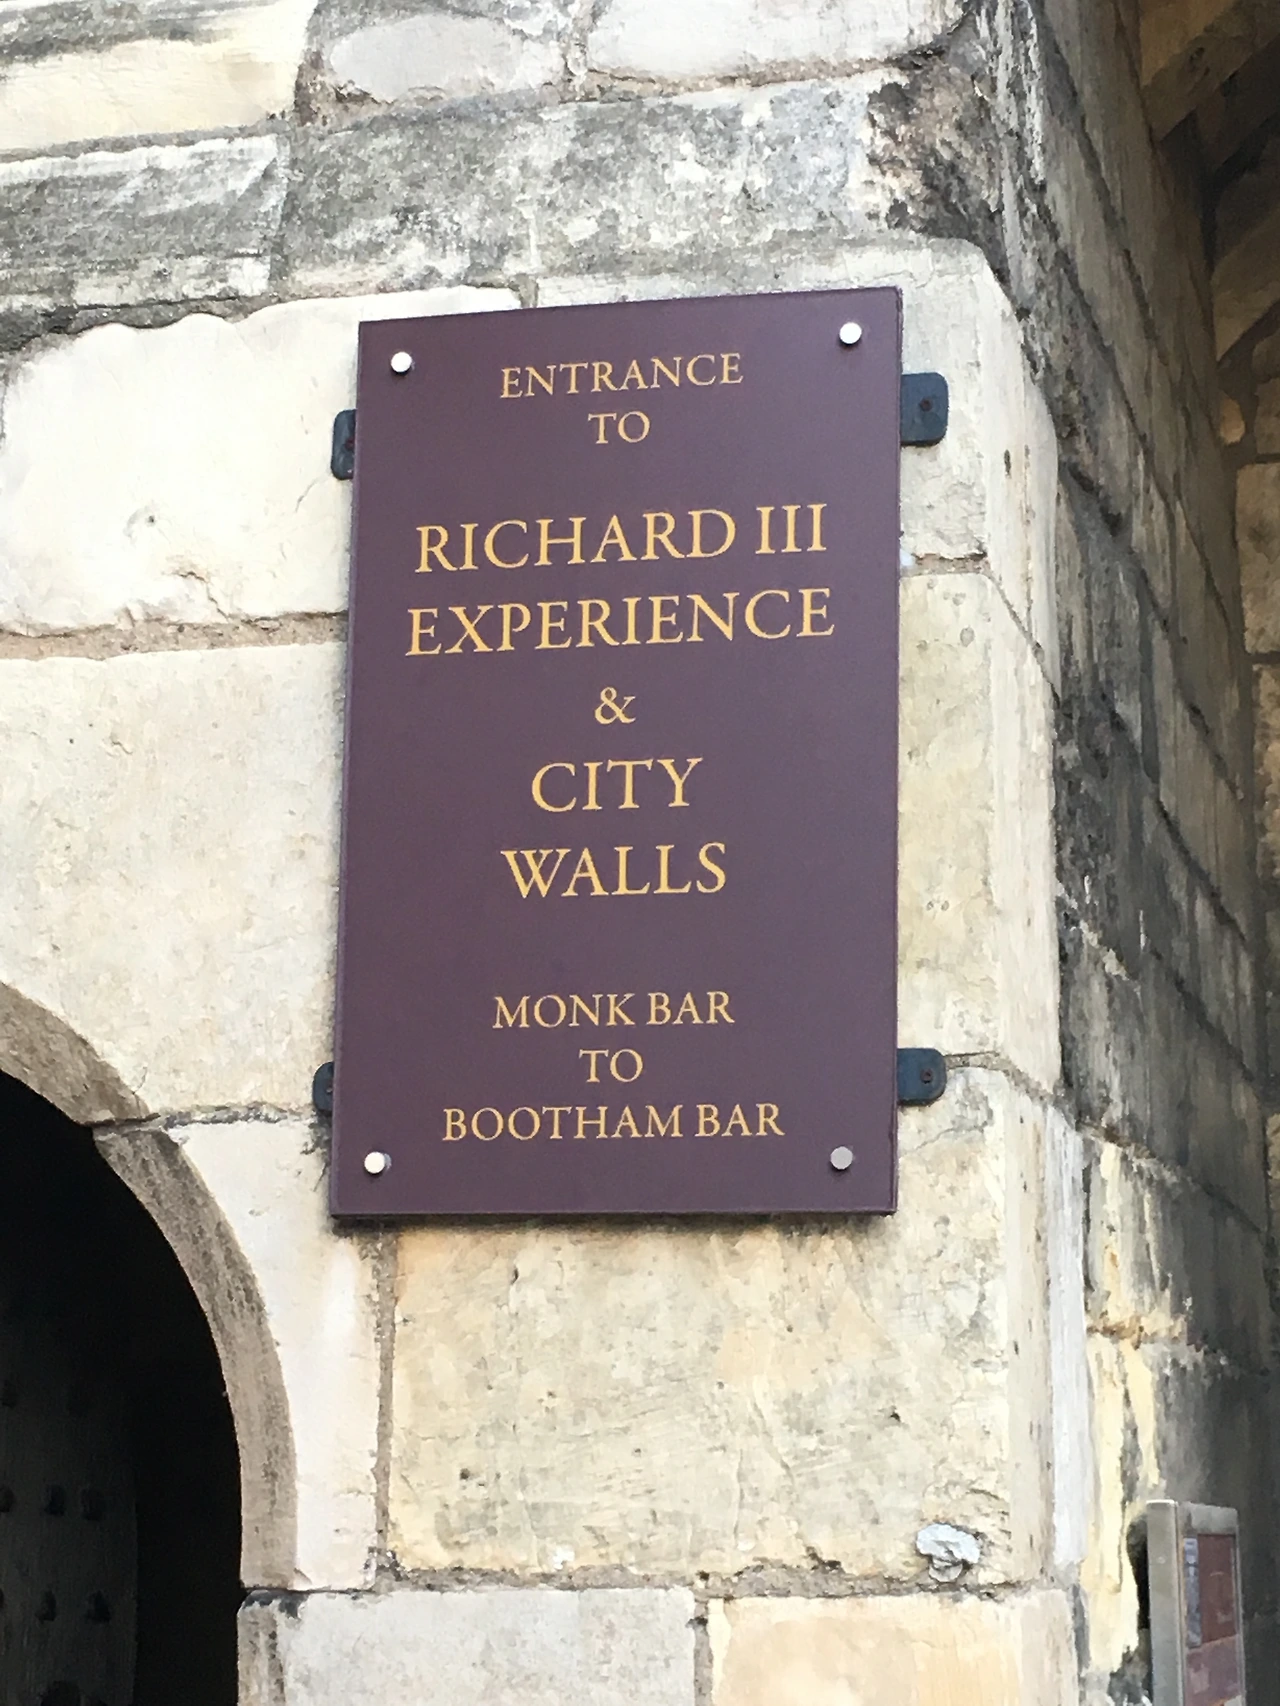 ENTRANCE
TO
RICHARD III
EXPERIENCE
&
CITY
WALLS
MONK BAR
TO
BOOTHAM BAR